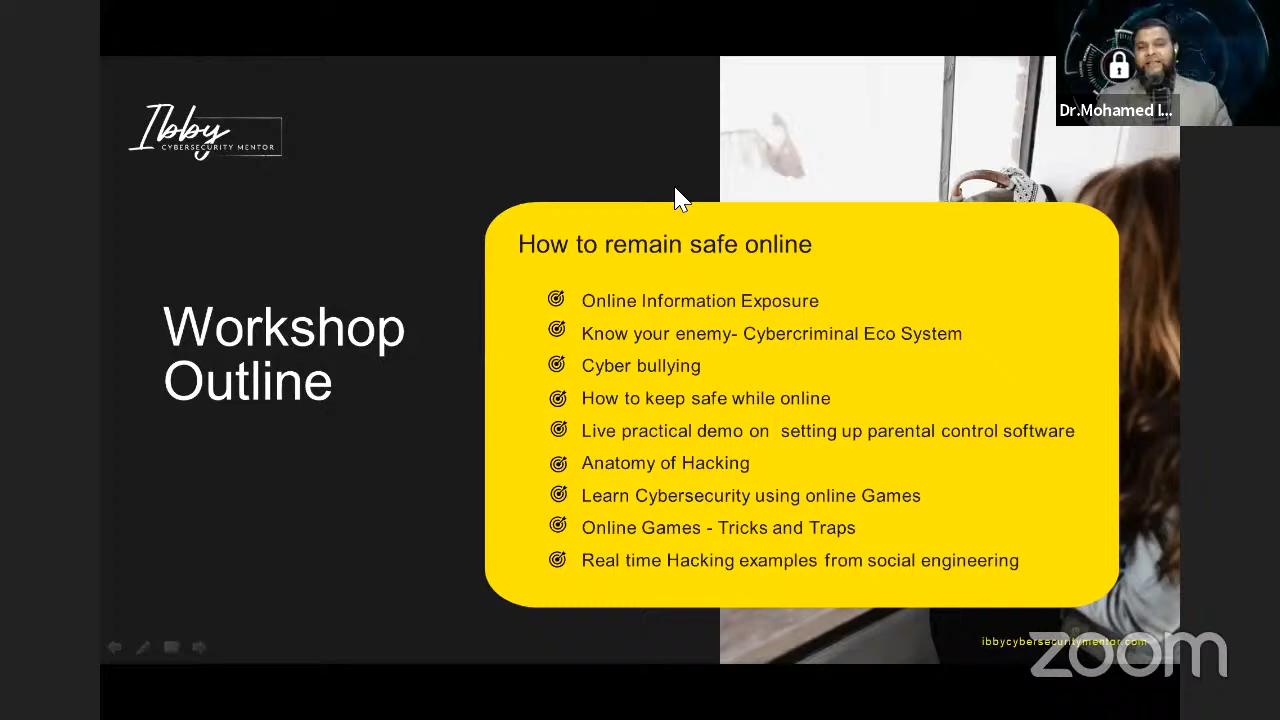 Dr.Mohamed I...
Ibby
CYBERSECURITY MENTOR
Workshop
Outline
How to remain safe online
Online Information Exposure
Know your enemy- Cybercriminal Eco System
Cyber bullying
How to keep safe while online
Live practical demo on  setting up parental control software
Anatomy of Hacking
Learn Cybersecurity using online Games
Online Games - Tricks and Traps
Real time Hacking examples from social engineering
ibbycybersecuritymentor.com
zoom